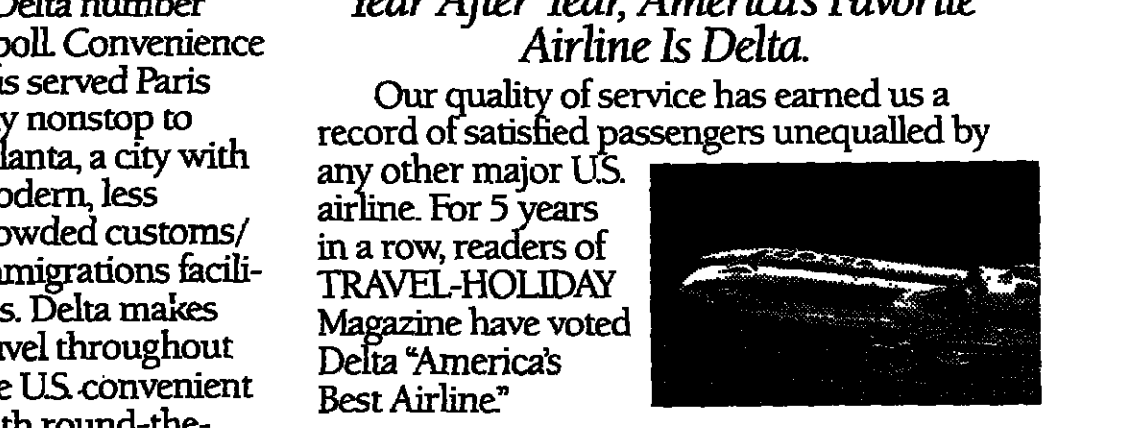 Delta number
poll. Convenience
is served Paris
y nonstop to
lanta, a city with
odern, less
owded customs/
migrations facili-
s. Delta makes
vel throughout
e U.S. convenient
th round-the-
Year After Year, America's Favorite
Airline Is Delta.
Our quality of service has earned us a
record of satisfied passengers unequalled by
any other major U.S.
airline. For 5 years
in a row, readers of
TRAVEL-HOLIDAY
Magazine have voted
Delta "America's
Best Airline."